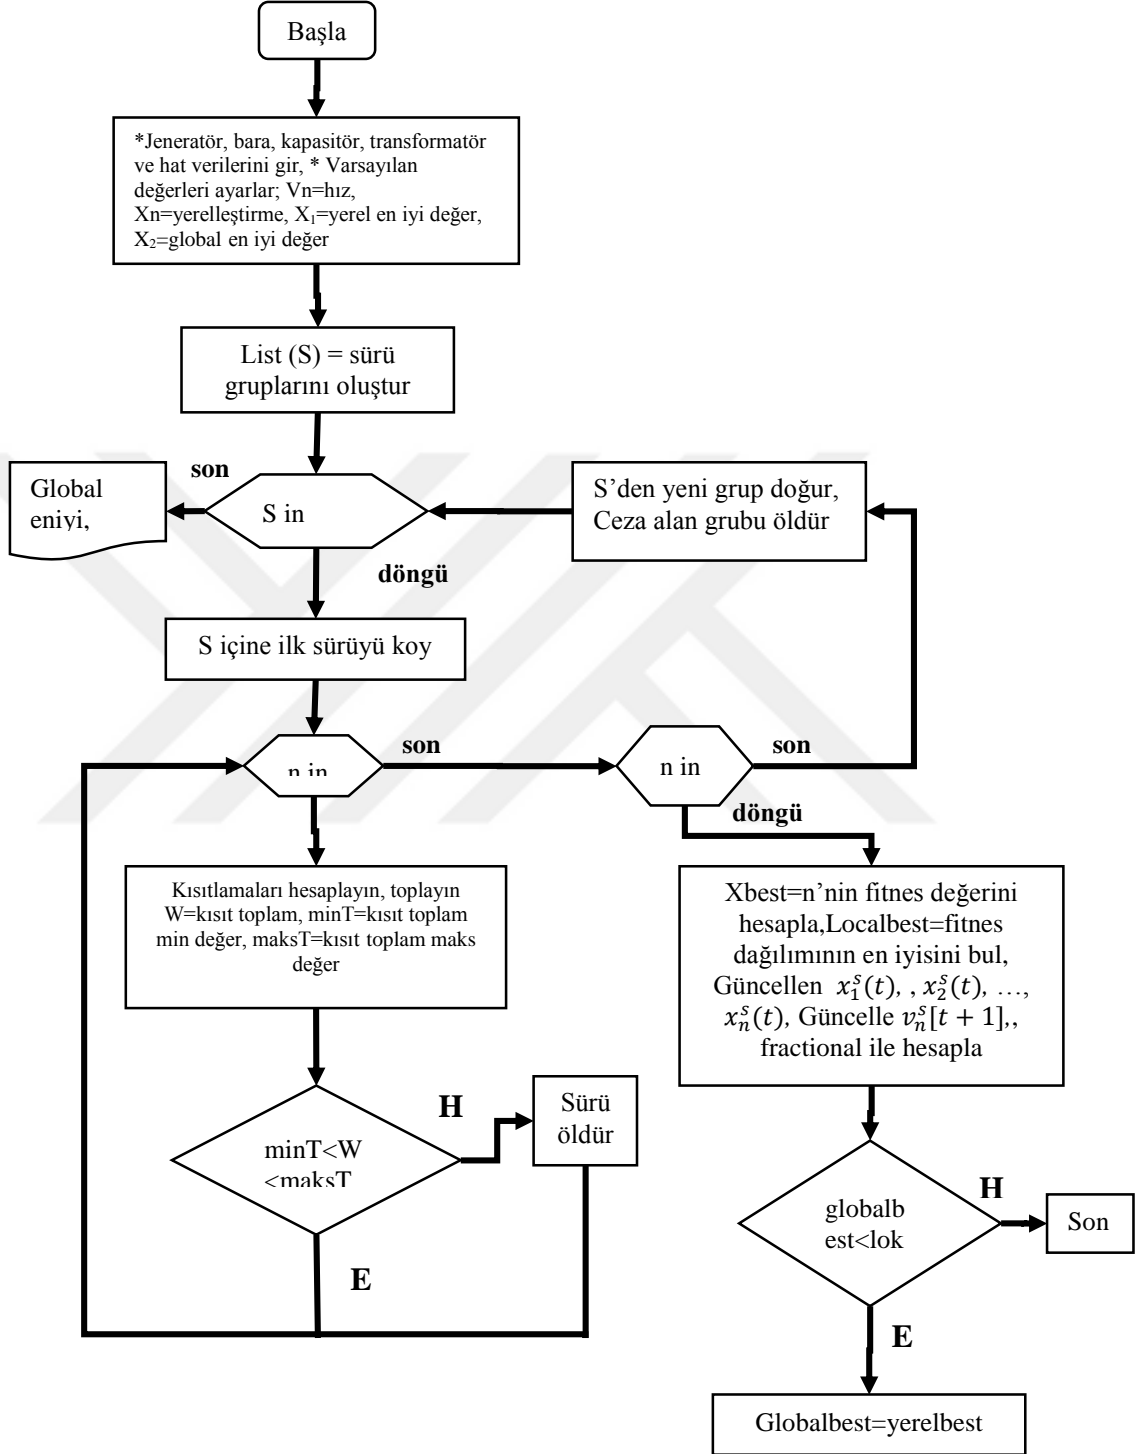 Başla
*Jeneratör, bara, kapasitör, transformatör
ve hat verilerini gir, * Varsayılan
değerleri ayarlar; Vn=hız,
Xn=yerelleştirme, X₁=yerel en iyi değer,
X₂=global en iyi değer
List (S) = sürü
gruplarını oluştur
son
Global
eniyi,
S in
S’den yeni grup doğur,
Ceza alan grubu öldür
döngü
S içine ilk sürüyü koy
n in
son
n in
son
döngü
Kısıtlamaları hesaplayın, toplayın
W=kısıt toplam, minT=kısıt toplam
min değer, maksT=kısıt toplam maks
değer
Xbest=n’nin fitnes değerini
hesapla,Localbest=fitnes
dağılımının en iyisini bul,
Güncellen x₁ˢ(t), , x₂ˢ(t), …,
xₙˢ(t), Güncelle vₙˢ[t + 1],,
fractional ile hesapla
minT<W
<maksT
H
Sürü
öldür
E
globalb
est<lok
H
Son
E
Globalbest=yerelbest